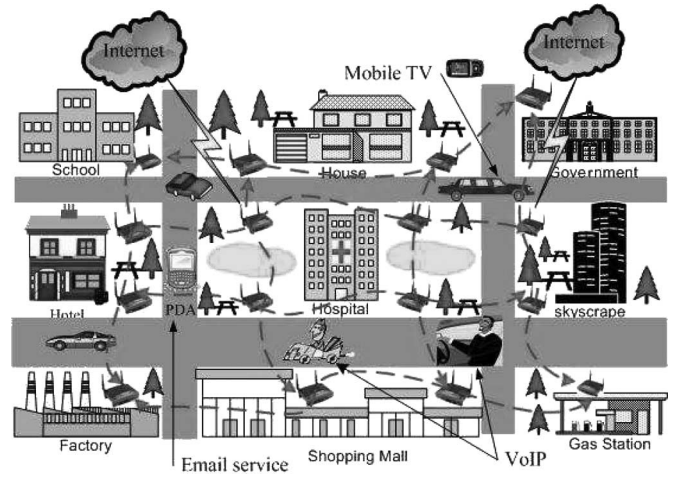 Internet
Internet
Mobile TV
School
House
Government
Hotel
PDA
Hospital
skyscrape
Factory
Shopping Mall
Gas Station
Email service
VoIP